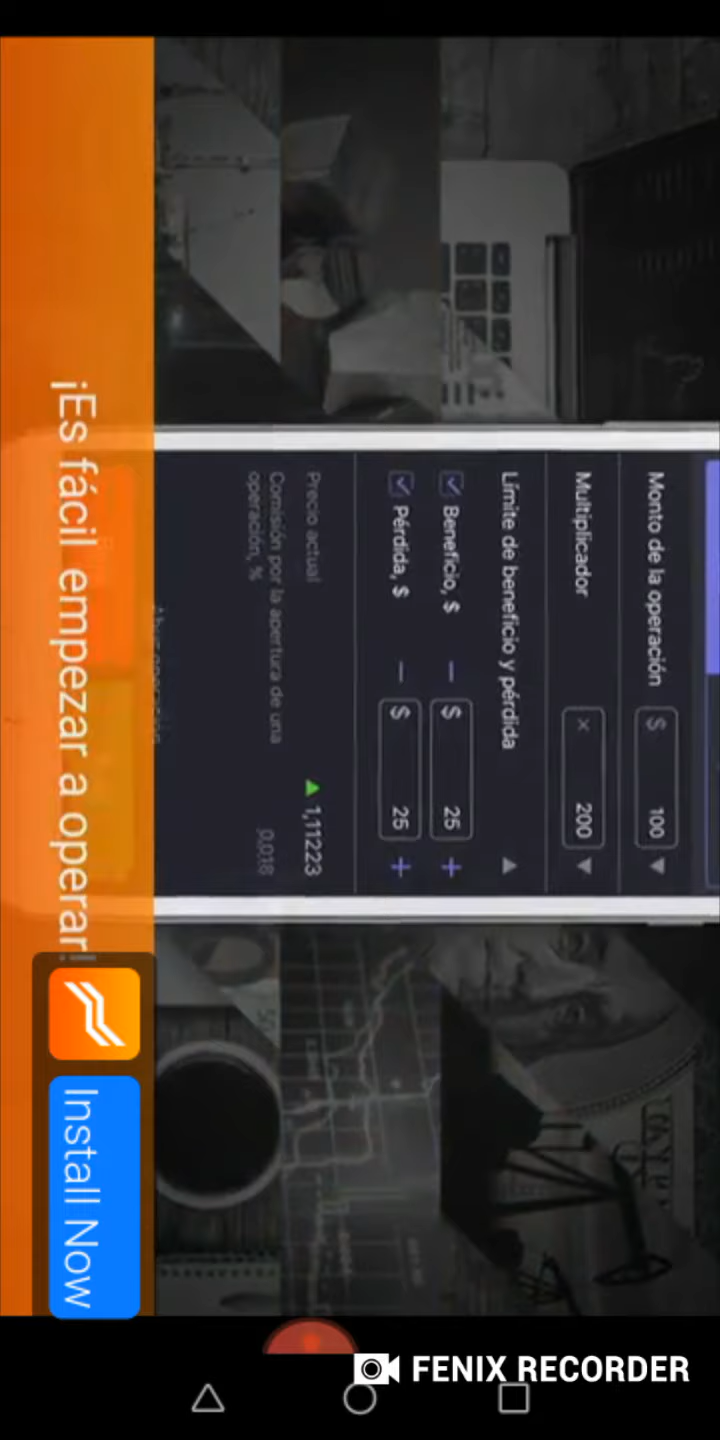 Monto de la operación
$ 100
Multiplicador
× 200
Límite de beneficio y pérdida
Beneficio, $
− $ 25 +
Pérdida, $
− $ 25 +
Precio actual
1,11223
Comisión por la apertura de una
operación, %
0,018
¡Es fácil empezar a operar!
Install Now
FENIX RECORDER